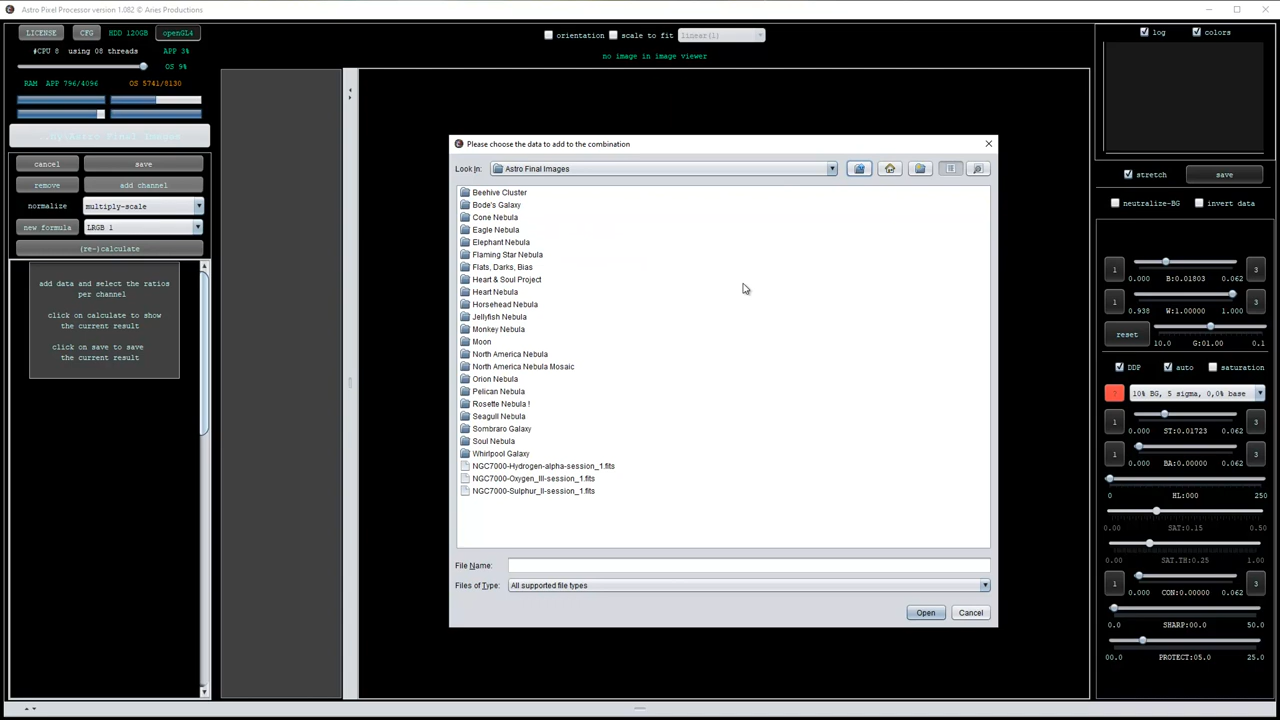 Astro Pixel Processor version 1.082 by Aries Productions
LICENSE CFG HDD 120GB openGL4
#CPU 8 using 08 threads APP 3%
OS 9%
RAM APP 796/4096 OS 5741/8130
cancel save
remove add channel
normalize multiply-scale
new formula LRGB 1
(re-)calculate
add data and select the ratios
per channel
click on calculate to show
the current result
click on save to save
the current result
orientation scale to fit linear(1)
no image in image viewer
Please choose the data to add to the combination
Look In: Astro Final Images
Beehive Cluster
Bode's Galaxy
Cone Nebula
Eagle Nebula
Elephant Nebula
Flaming Star Nebula
Flats, Darks, Bias
Heart & Soul Project
Heart Nebula
Horsehead Nebula
Jellyfish Nebula
Monkey Nebula
Moon
North America Nebula
North America Nebula Mosaic
Orion Nebula
Pelican Nebula
Rosette Nebula !
Seagull Nebula
Sombraro Galaxy
Soul Nebula
Whirlpool Galaxy
NGC7000-Hydrogen-alpha-session_1.fits
NGC7000-Oxygen_III-session_1.fits
NGC7000-Sulphur_II-session_1.fits
File Name:
Files of Type: All supported file types
Open Cancel
log colors
stretch save
neutralize-BG invert data
1 3
0.000 B:0.01803 0.062
1 3
0.938 W:1.00000 1.000
reset
10.0 G:01.00 0.1
DDP auto saturation
? 10% BG, 5 sigma, 0,0% base
1 3
0.000 ST:0.01723 0.062
1 3
0.000 BA:0.00000 0.062
0 HL:000 250
0.00 SAT:0.15 0.50
0.00 SAT.TH:0.25 1.00
1 3
0.000 CON:0.00000 0.062
0.0 SHARP:00.0 50.0
00.0 PROTECT:05.0 25.0